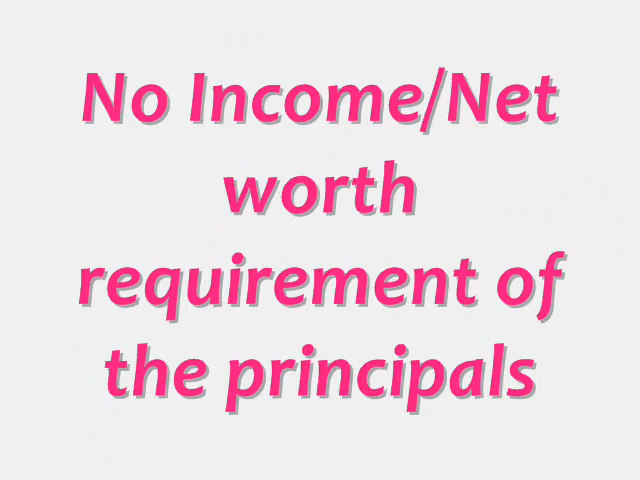 No Income/Net
worth
requirement of
the principals